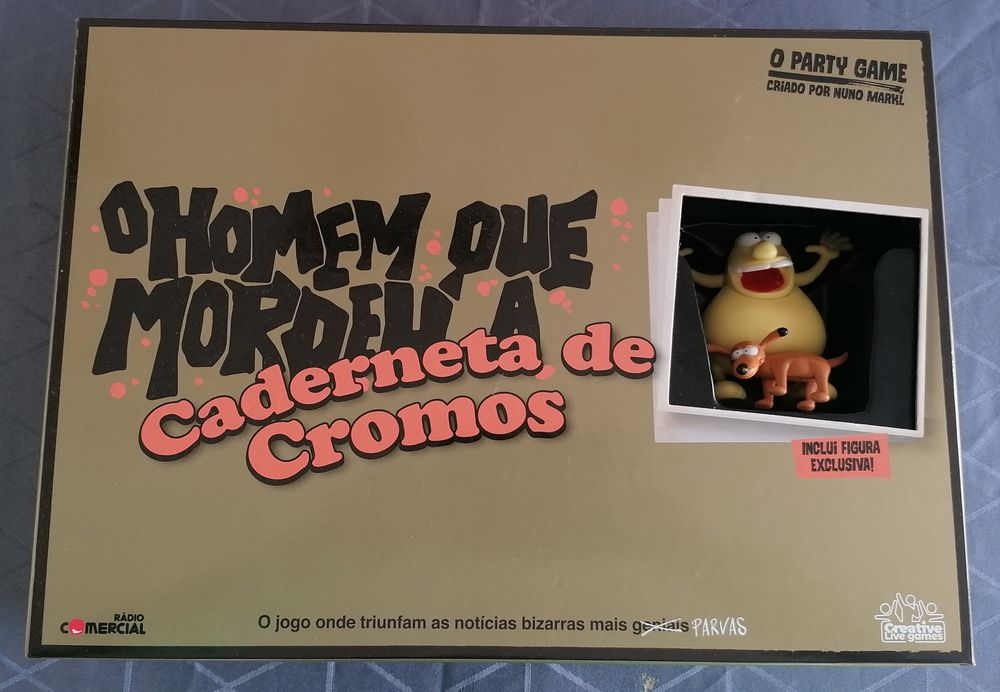 O PARTY GAME
CRIADO POR NUNO MARKL
O HOMEM QUE
MORDEU A
Caderneta de
Cromos
INCLUI FIGURA
EXCLUSIVA!
RÁDIO
COMERCIAL
O jogo onde triunfam as notícias bizarras mais geniais PARVAS
Creative
Live games